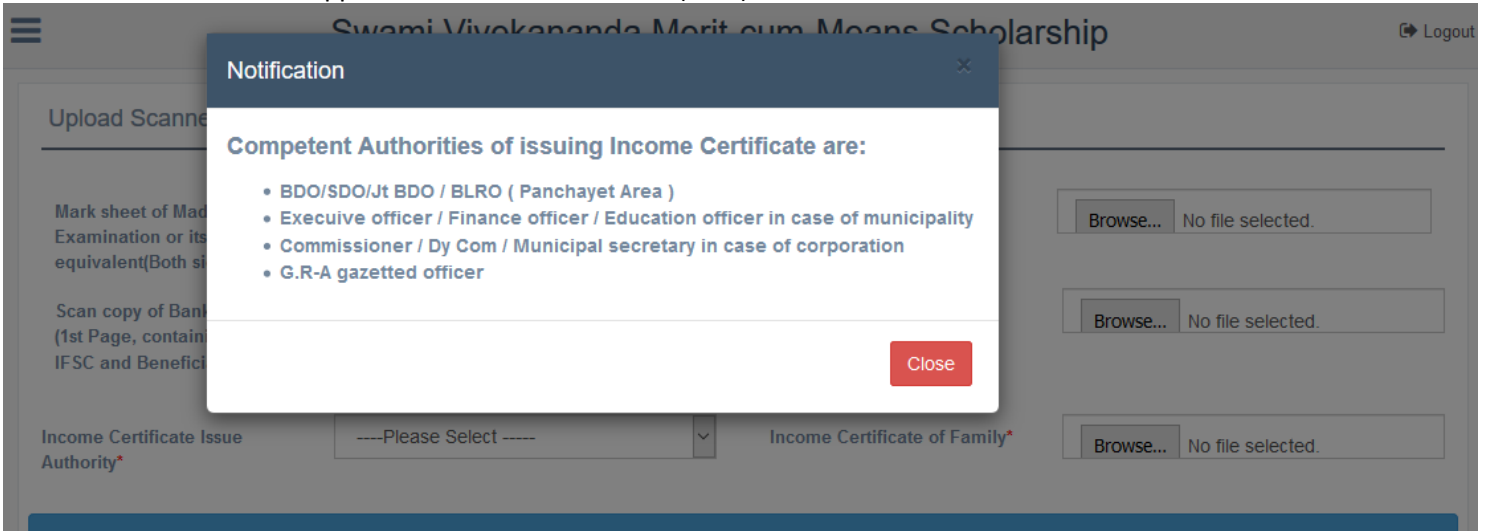 Swami Vivekananda Merit-cum-Means Scholarship
Logout
Notification
×
Upload Scanne
Competent Authorities of issuing Income Certificate are:
• BDO/SDO/Jt BDO / BLRO ( Panchayet Area )
• Execuive officer / Finance officer / Education officer in case of municipality
• Commissioner / Dy Com / Municipal secretary in case of corporation
• G.R-A gazetted officer
Close
Mark sheet of Mad
Examination or its
equivalent(Both si
Browse... No file selected.
Scan copy of Bank
(1st Page, contain
IFSC and Benefici
Browse... No file selected.
Income Certificate Issue
Authority*
----Please Select -----
Income Certificate of Family*
Browse... No file selected.